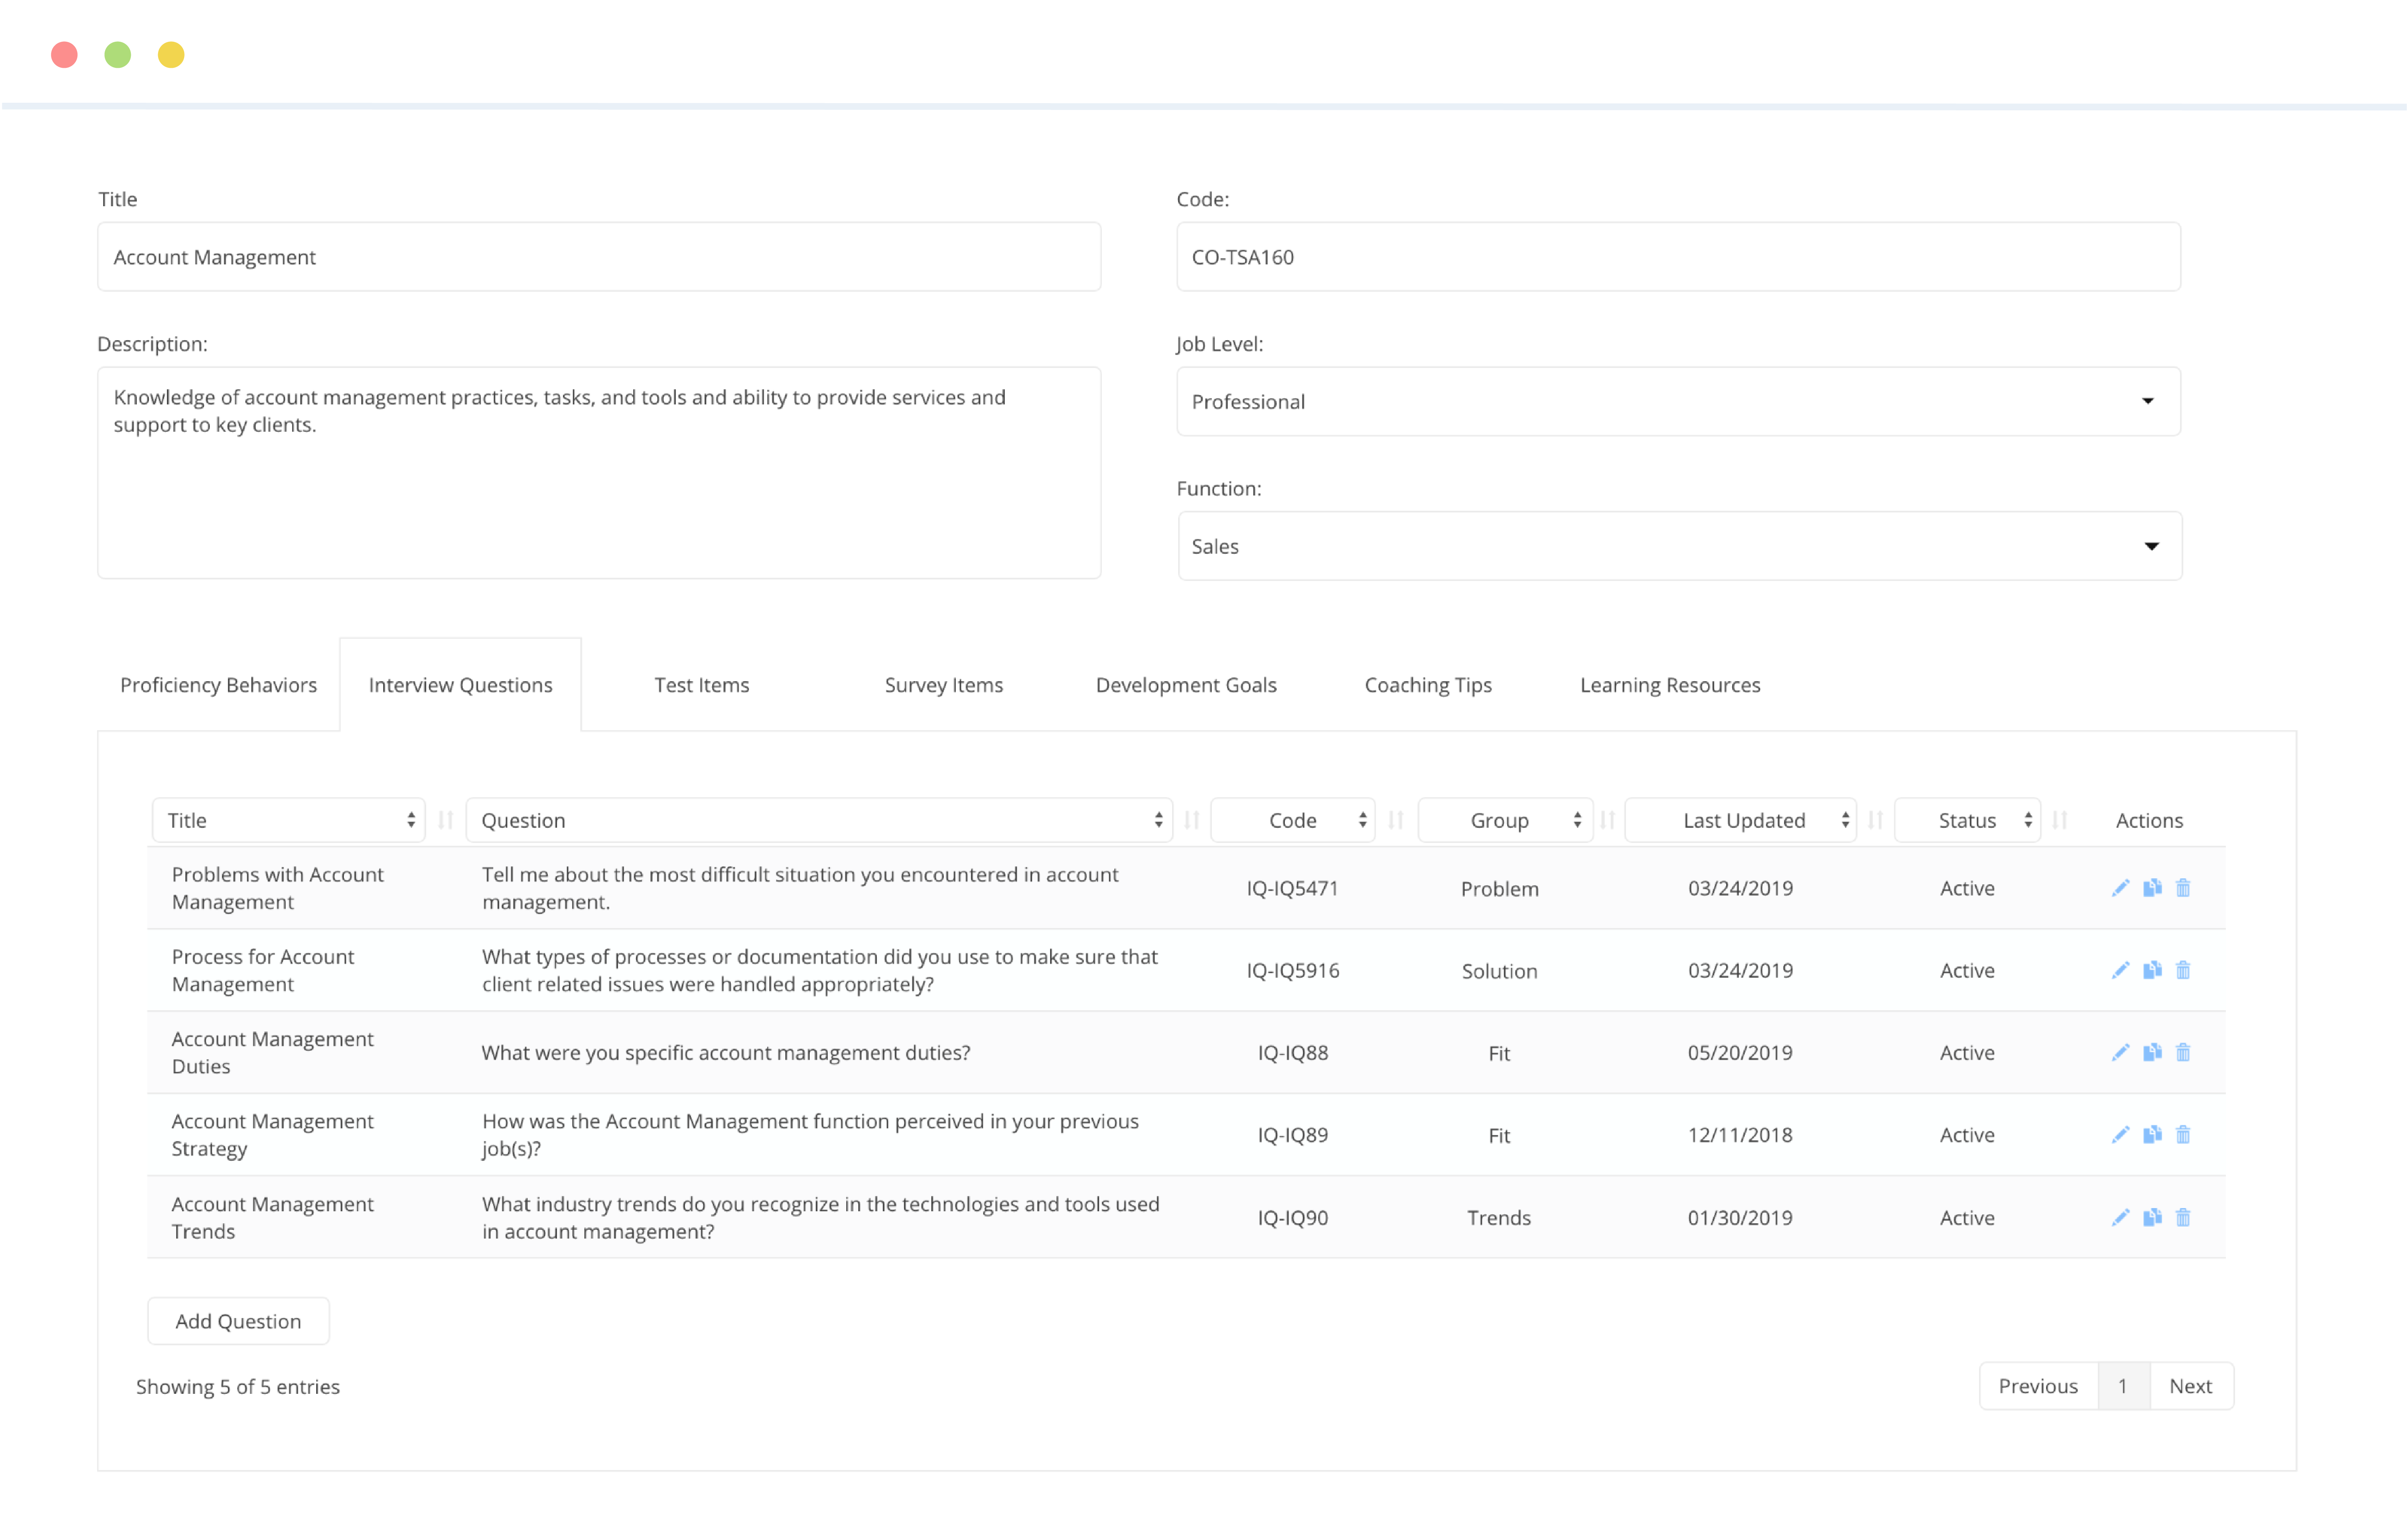 Title
Code:
Account Management
CO-TSA160
Description:
Job Level:
Knowledge of account management practices, tasks, and tools and ability to provide services and
support to key clients.
Professional
Function:
Sales
Proficiency Behaviors
Interview Questions
Test Items
Survey Items
Development Goals
Coaching Tips
Learning Resources
Title
Question
Code
Group
Last Updated
Status
Actions
Problems with Account
Management
Tell me about the most difficult situation you encountered in account
management.
IQ-IQ5471
Problem
03/24/2019
Active
Process for Account
Management
What types of processes or documentation did you use to make sure that
client related issues were handled appropriately?
IQ-IQ5916
Solution
03/24/2019
Active
Account Management
Duties
What were you specific account management duties?
IQ-IQ88
Fit
05/20/2019
Active
Account Management
Strategy
How was the Account Management function perceived in your previous
job(s)?
IQ-IQ89
Fit
12/11/2018
Active
Account Management
Trends
What industry trends do you recognize in the technologies and tools used
in account management?
IQ-IQ90
Trends
01/30/2019
Active
Add Question
Showing 5 of 5 entries
Previous
1
Next